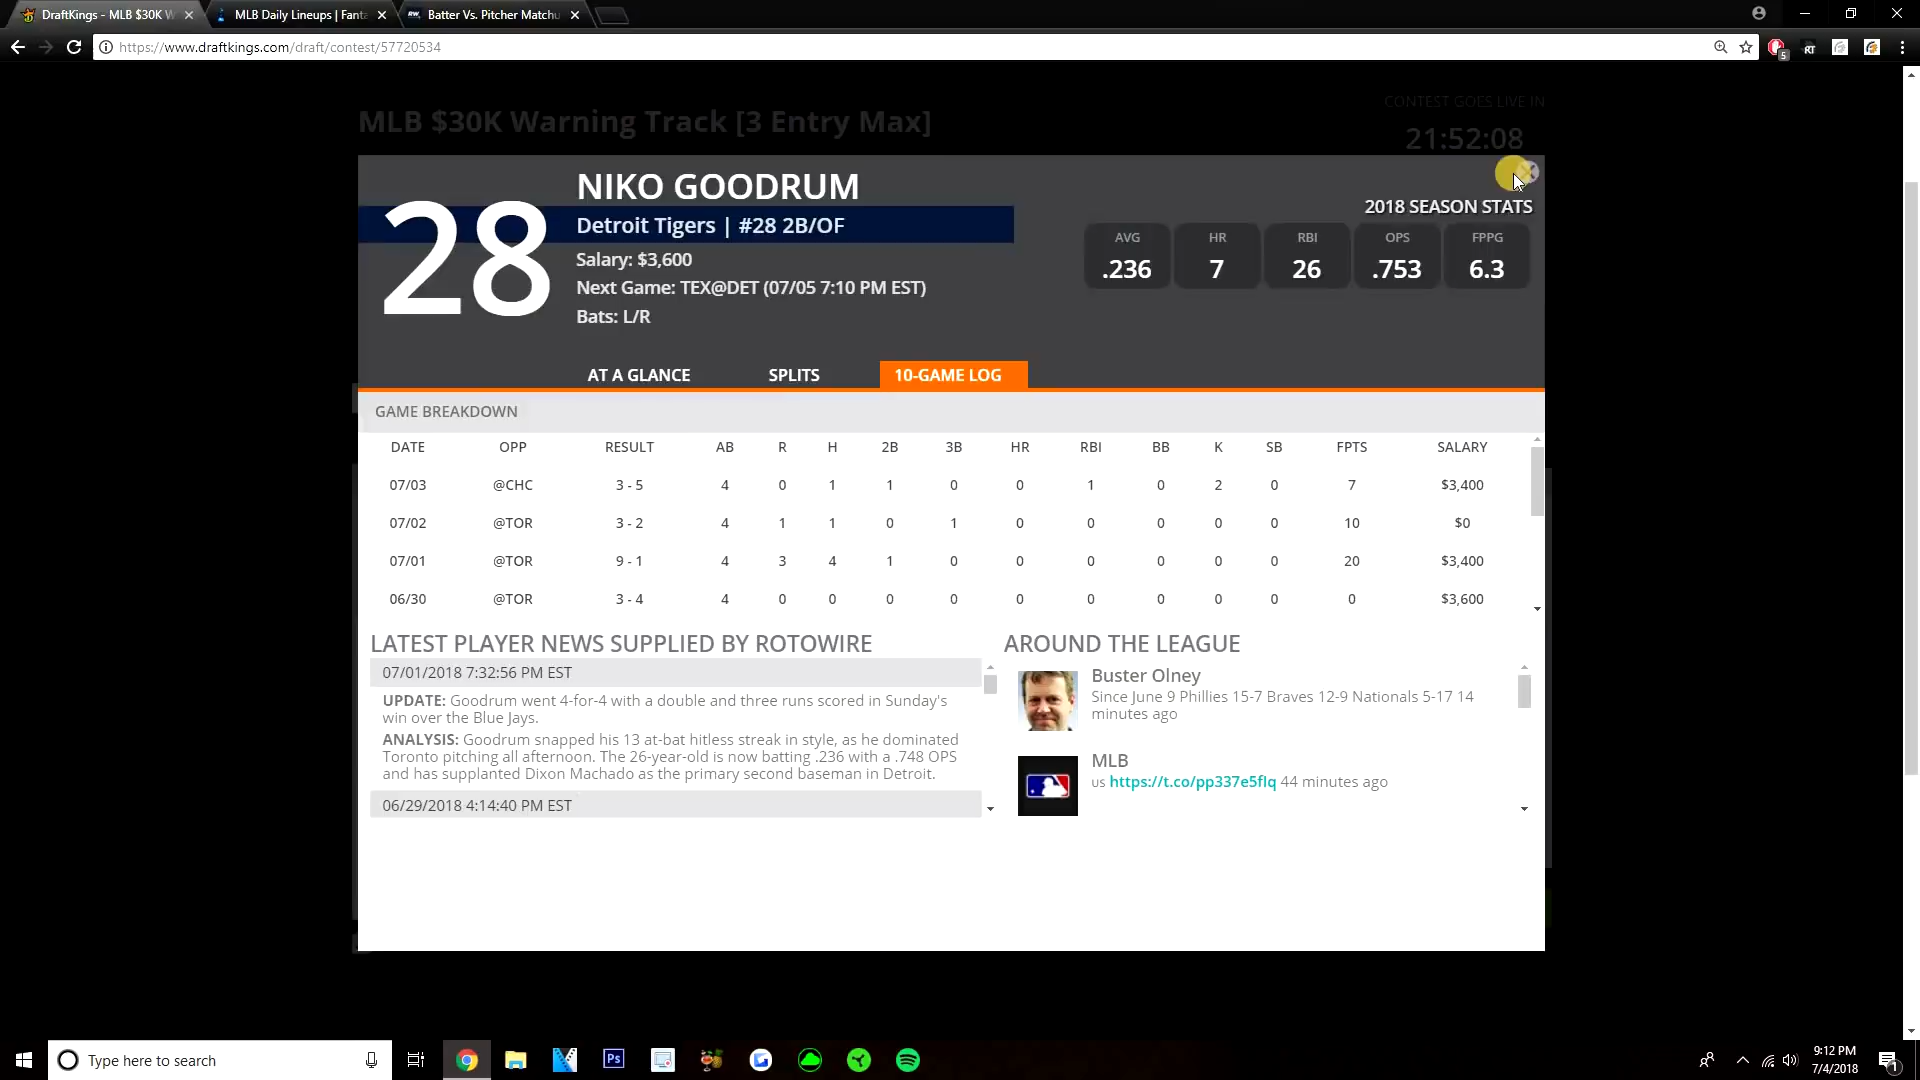 DraftKings - MLB $30K W
MLB Daily Lineups | Fanta
Batter Vs. Pitcher Matchu
https://www.draftkings.com/draft/contest/57720534
5
RT
MLB $30K Warning Track [3 Entry Max]
CONTEST GOES LIVE IN
21:52:08
28
NIKO GOODRUM
Detroit Tigers | #28 2B/OF
Salary: $3,600
Next Game: TEX@DET (07/05 7:10 PM EST)
Bats: L/R
2018 SEASON STATS
AVG HR RBI OPS FPPG
.236 7 26 .753 6.3
AT A GLANCE SPLITS 10-GAME LOG
GAME BREAKDOWN
DATE OPP RESULT AB R H 2B 3B HR RBI BB K SB FPTS SALARY
07/03 @CHC 3 - 5 4 0 1 1 0 0 1 0 2 0 7 $3,400
07/02 @TOR 3 - 2 4 1 1 0 1 0 0 0 0 0 10 $0
07/01 @TOR 9 - 1 4 3 4 1 0 0 0 0 0 0 20 $3,400
06/30 @TOR 3 - 4 4 0 0 0 0 0 0 0 0 0 0 $3,600
LATEST PLAYER NEWS SUPPLIED BY ROTOWIRE
07/01/2018 7:32:56 PM EST
UPDATE: Goodrum went 4-for-4 with a double and three runs scored in Sunday's
win over the Blue Jays.
ANALYSIS: Goodrum snapped his 13 at-bat hitless streak in style, as he dominated
Toronto pitching all afternoon. The 26-year-old is now batting .236 with a .748 OPS
and has supplanted Dixon Machado as the primary second baseman in Detroit.
06/29/2018 4:14:40 PM EST
AROUND THE LEAGUE
Buster Olney
Since June 9 Phillies 15-7 Braves 12-9 Nationals 5-17 14
minutes ago
MLB
us https://t.co/pp337e5flq 44 minutes ago
Type here to search
Ps
9:12 PM
7/4/2018
1